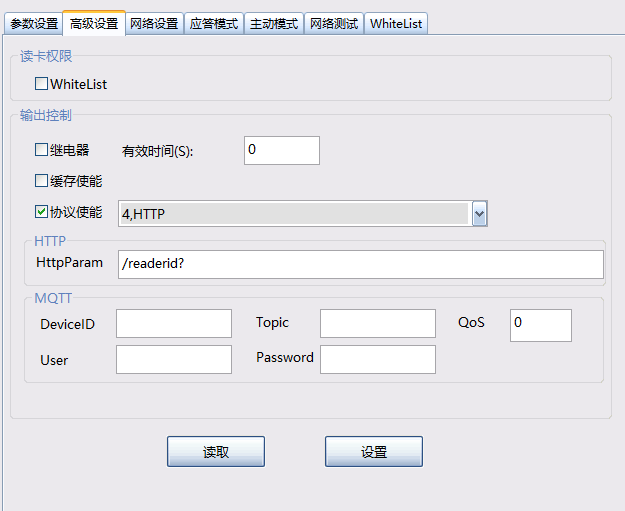 参数设置 高级设置 网络设置 应答模式 主动模式 网络测试 WhiteList
读卡权限
WhiteList
输出控制
继电器 有效时间(S): 0
缓存使能
协议使能 4,HTTP
HTTP
HttpParam /readerid?
MQTT
DeviceID Topic QoS 0
User Password
读取 设置